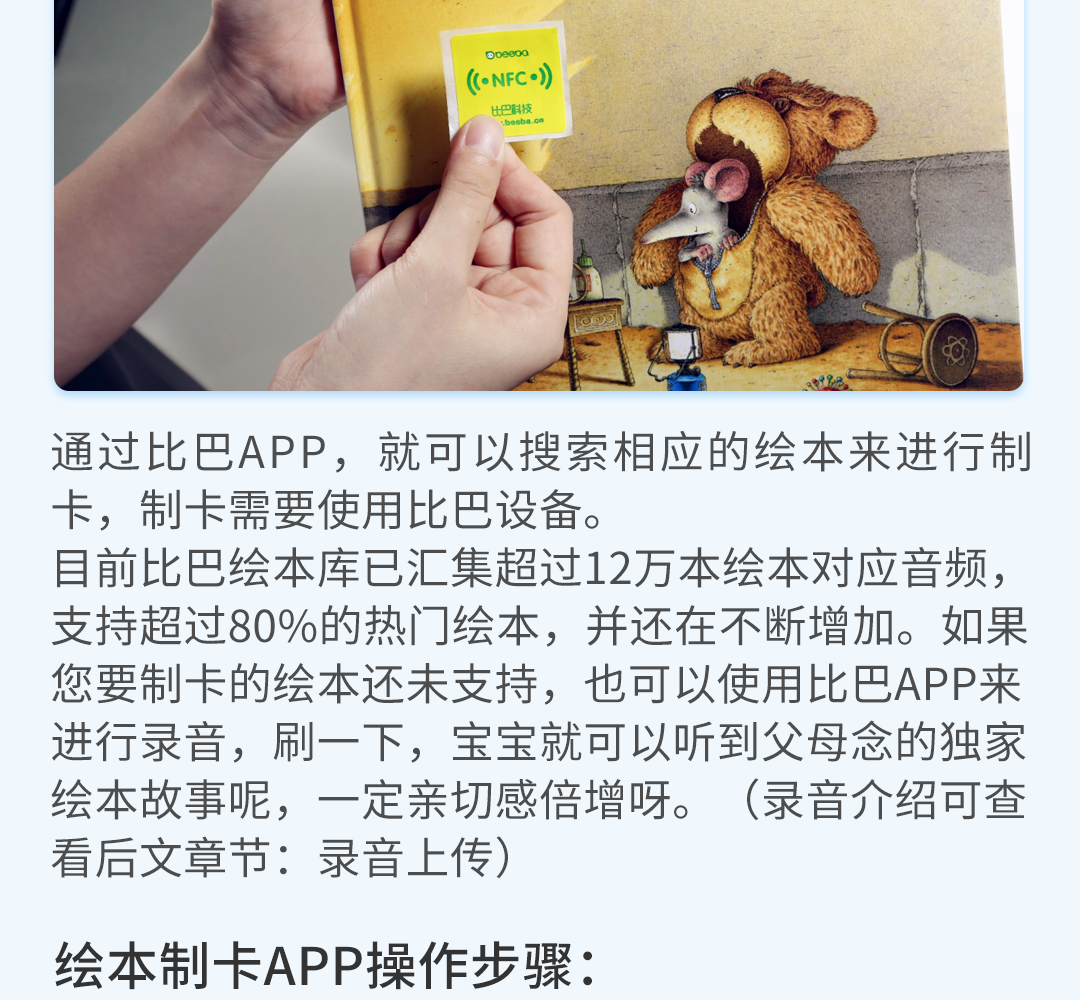 beeba
NFC
比巴科技
.beeba.cn
通过比巴APP，就可以搜索相应的绘本来进行制
卡，制卡需要使用比巴设备。
目前比巴绘本库已汇集超过12万本绘本对应音频，
支持超过80%的热门绘本，并还在不断增加。如果
您要制卡的绘本还未支持，也可以使用比巴APP来
进行录音，刷一下，宝宝就可以听到父母念的独家
绘本故事呢，一定亲切感倍增呀。（录音介绍可查
看后文章节：录音上传）
绘本制卡APP操作步骤：